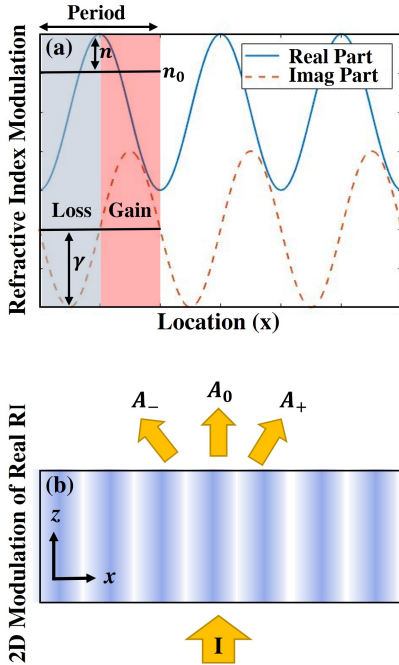 Period
(a)
n
n₀
Real Part
Imag Part
Loss
Gain
γ
Refractive Index Modulation
Location (x)
A₋
A₀
A₊
(b)
z
x
2D Modulation of Real RI
I